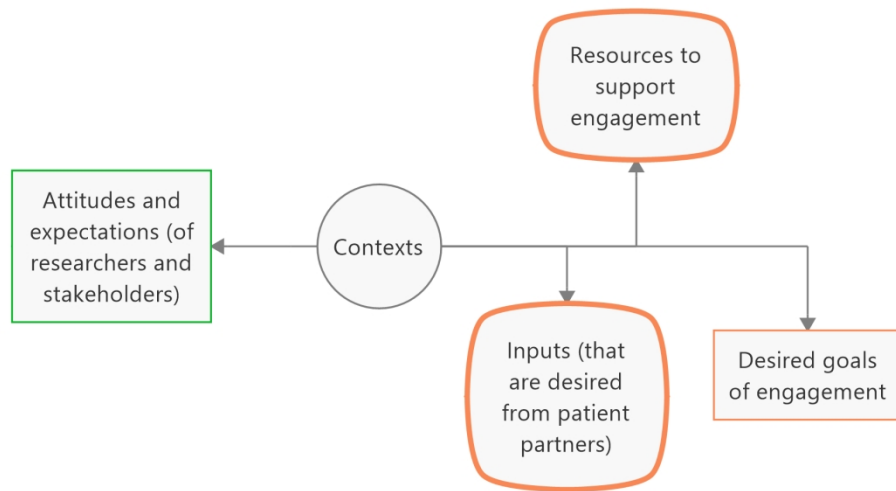 Resources to
support
engagement
Attitudes and
expectations (of
researchers and
stakeholders)
Contexts
Inputs (that
are desired
from patient
partners)
Desired goals
of engagement